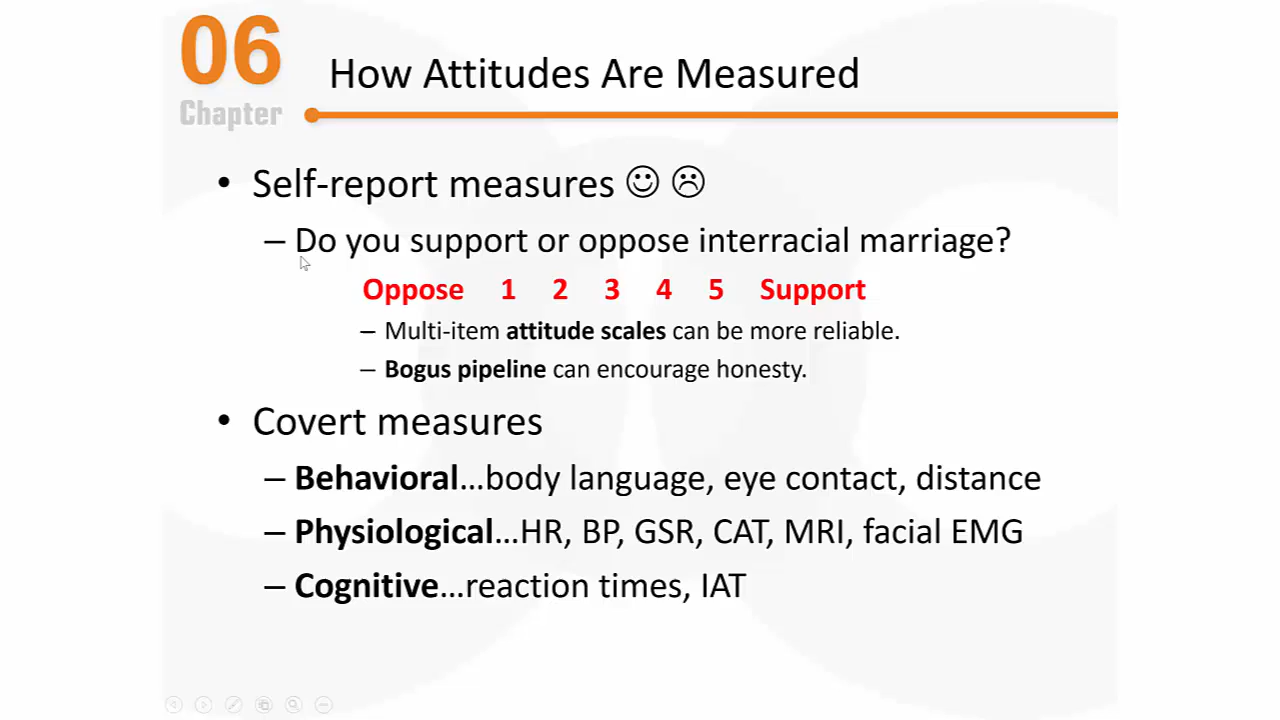 06
Chapter
How Attitudes Are Measured
• Self-report measures ☺ ☹
– Do you support or oppose interracial marriage?
Oppose 1 2 3 4 5 Support
– Multi-item attitude scales can be more reliable.
– Bogus pipeline can encourage honesty.
• Covert measures
– Behavioral…body language, eye contact, distance
– Physiological…HR, BP, GSR, CAT, MRI, facial EMG
– Cognitive…reaction times, IAT